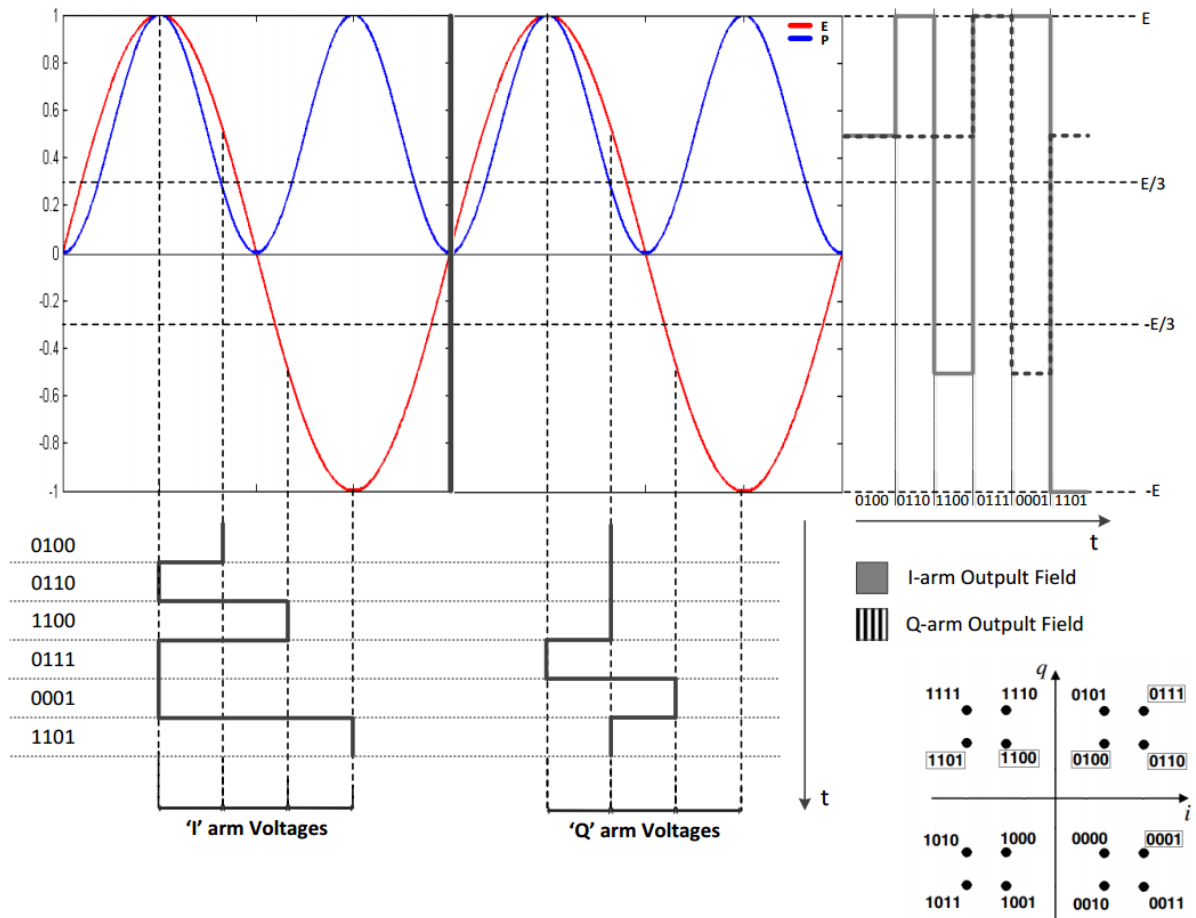 1
0.8
0.6
0.4
0.2
0
-0.2
-0.4
-0.6
-0.8
-1
0
E
P
E
E/3
-E/3
-E
0100 0110 1100 0111 0001 1101
t
0100
0110
1100
0111
0001
1101
t
'I' arm Voltages
'Q' arm Voltages
I-arm Outpult Field
Q-arm Outpult Field
q
1111 1110 0101 0111
1101 1100 0100 0110
i
1010 1000 0000 0001
1011 1001 0010 0011